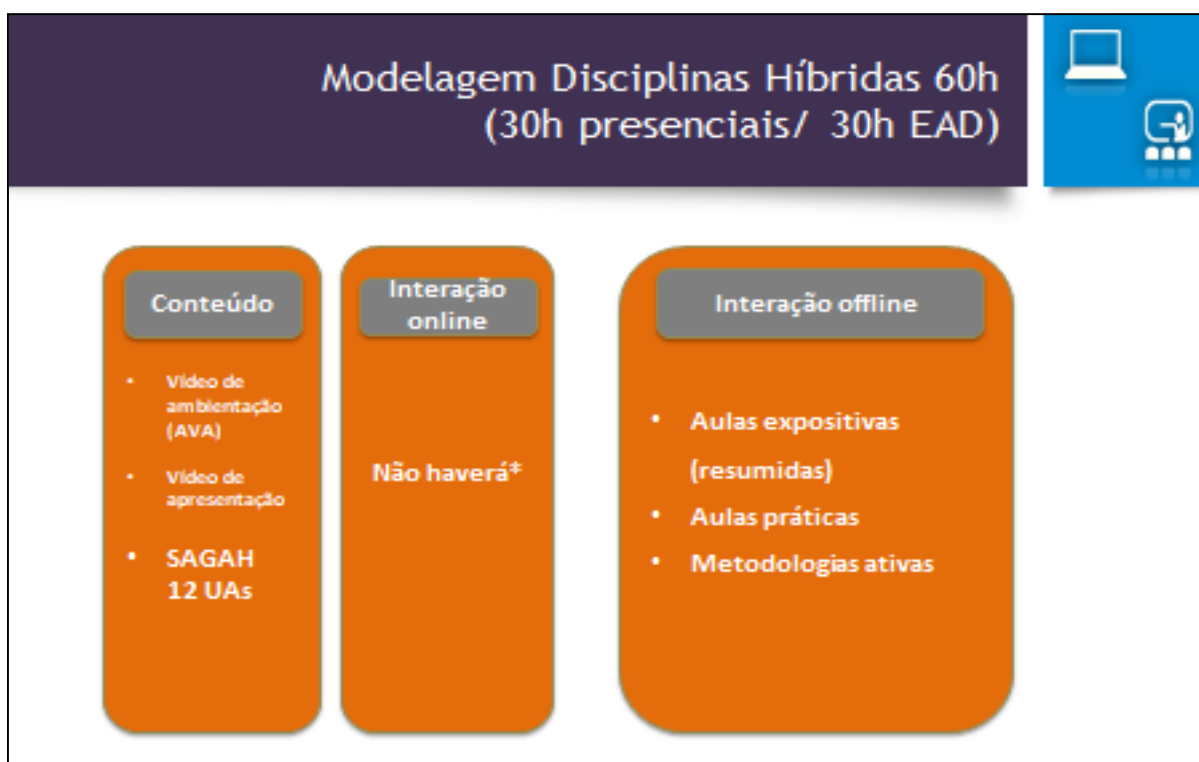 Modelagem Disciplinas Híbridas 60h
(30h presenciais/ 30h EAD)
Conteúdo
• Vídeo de
ambientação
(AVA)
• Vídeo de
apresentação
• SAGAH
12 UAs
Interação
online
Não haverá*
Interação offline
• Aulas expositivas
(resumidas)
• Aulas práticas
• Metodologias ativas